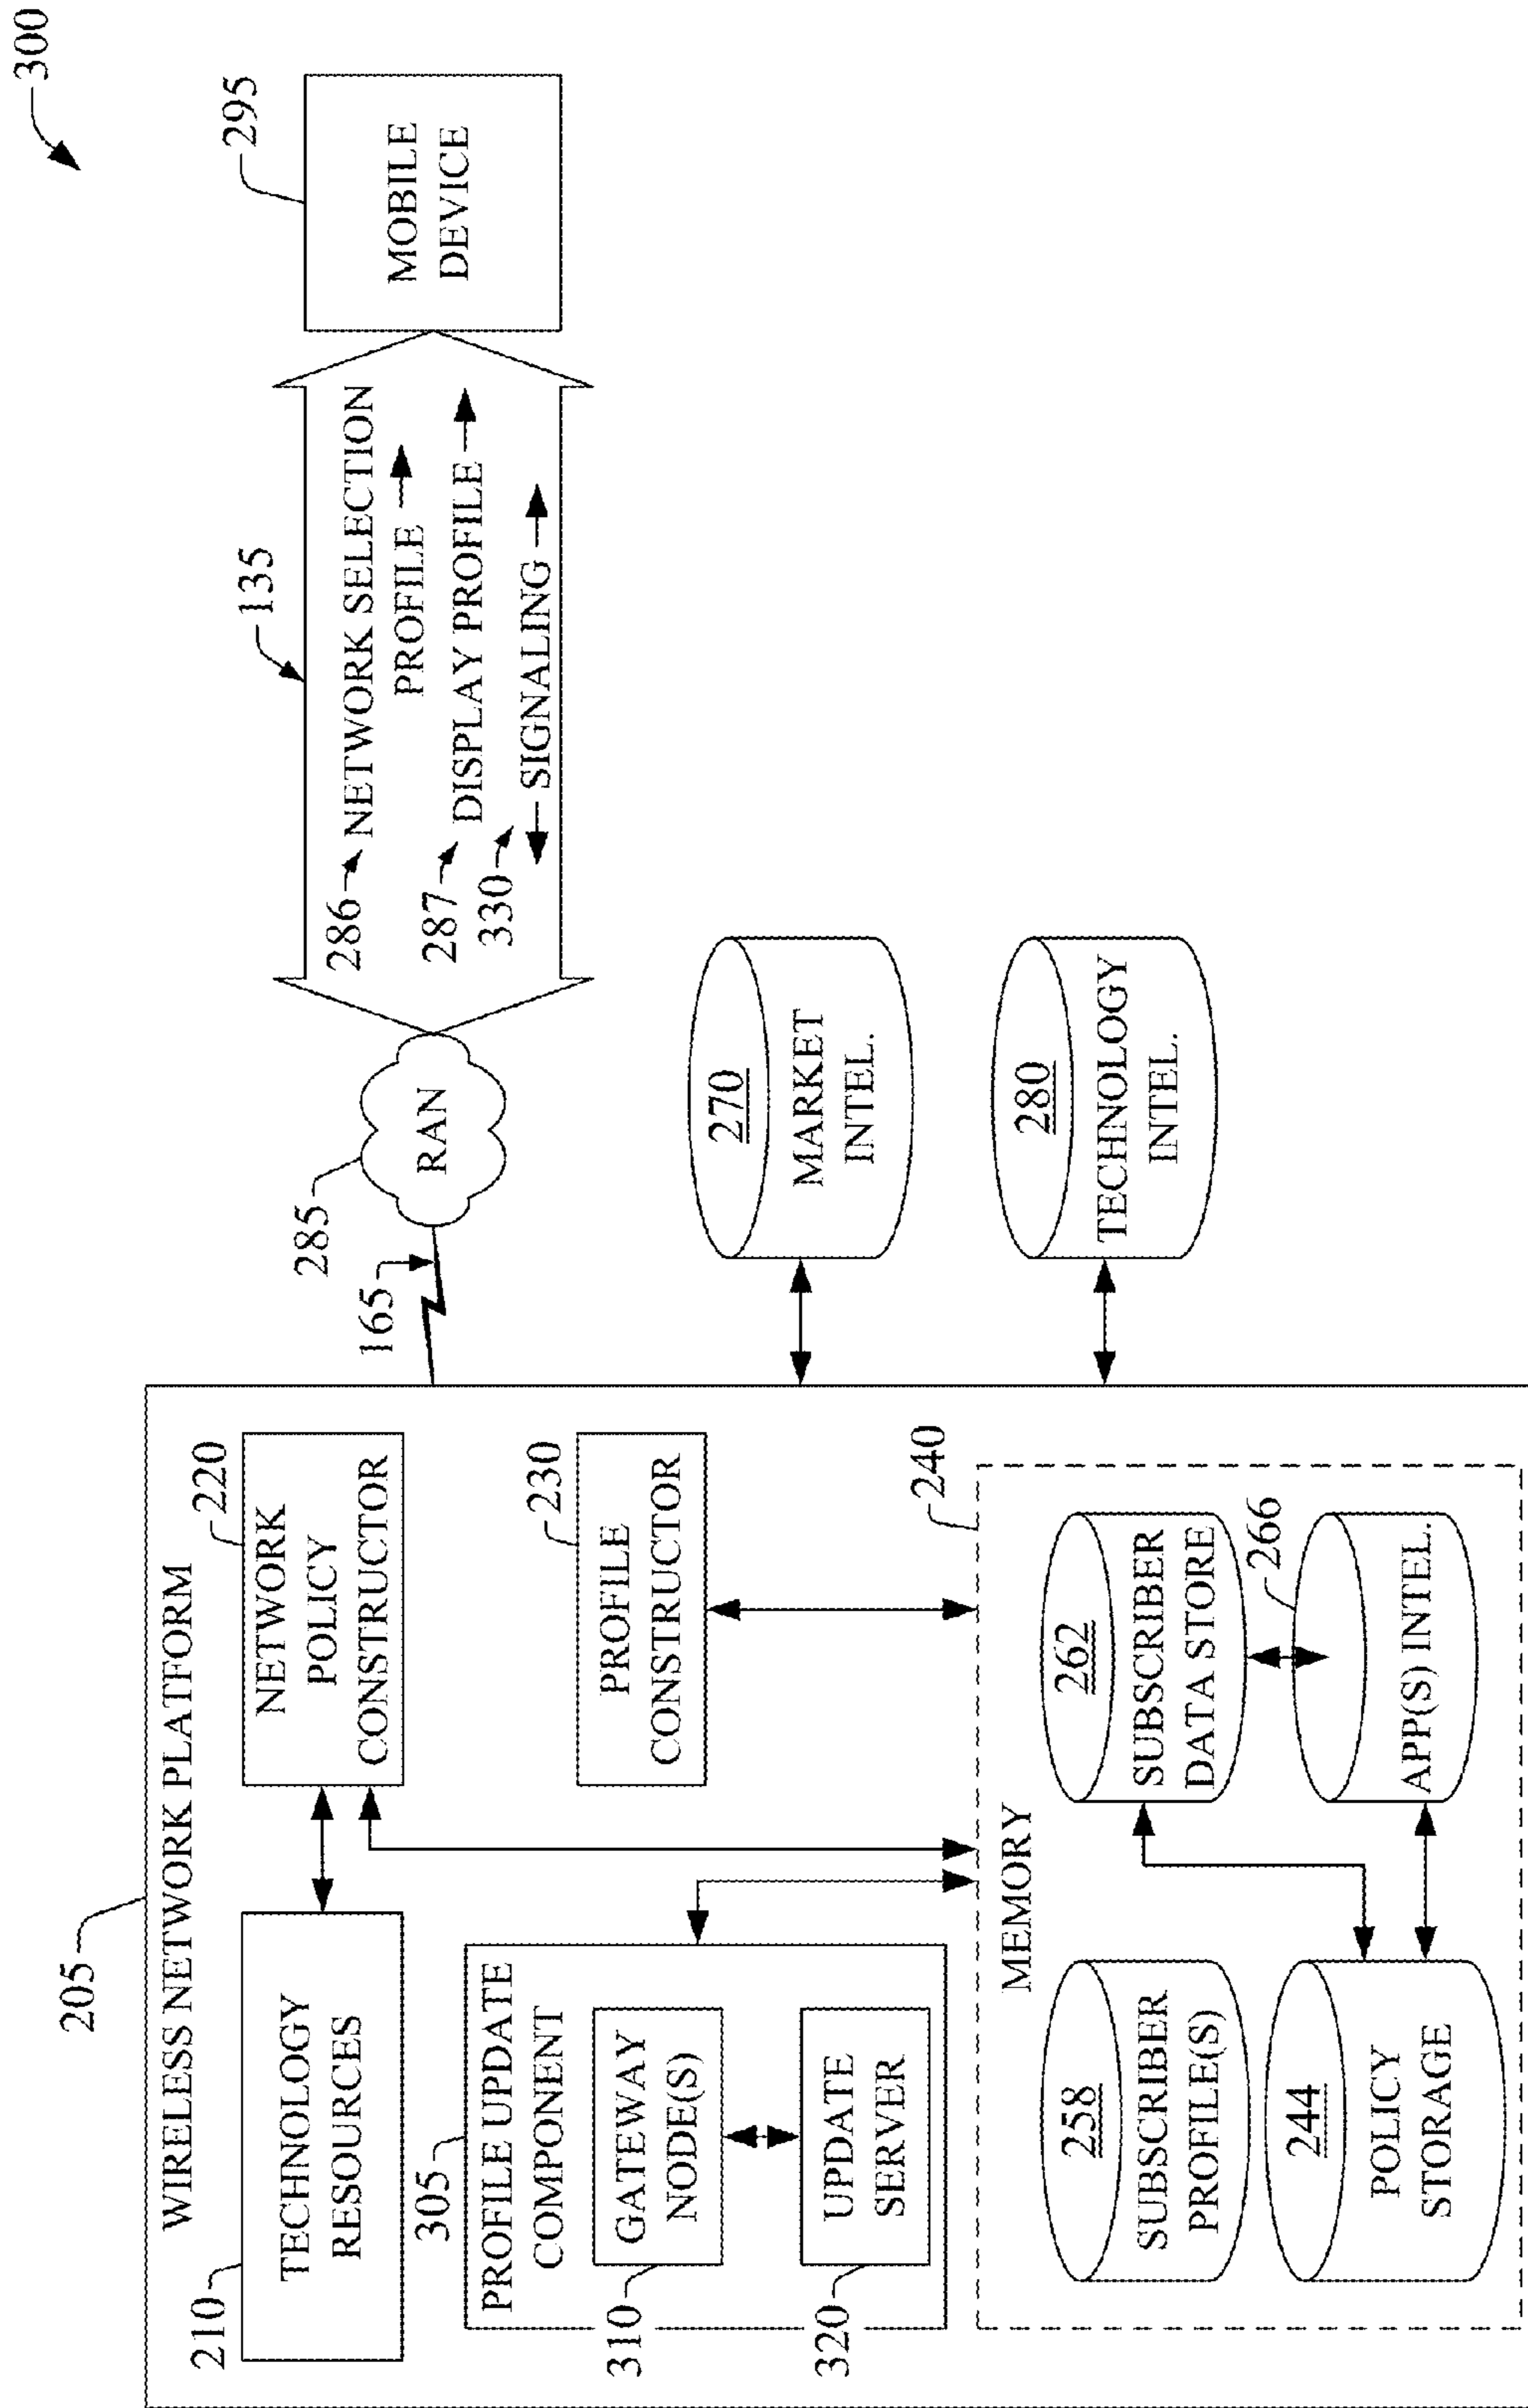 300
205
WIRELESS NETWORK PLATFORM
210
TECHNOLOGY
RESOURCES
220
NETWORK
POLICY
CONSTRUCTOR
305
PROFILE UPDATE
COMPONENT
310
GATEWAY
NODE(S)
320
UPDATE
SERVER
230
PROFILE
CONSTRUCTOR
240
MEMORY
258
SUBSCRIBER
PROFILE(S)
262
SUBSCRIBER
DATA STORE
244
POLICY
STORAGE
266
APP(S) INTEL.
165
285
RAN
135
286
NETWORK SELECTION
PROFILE
287
DISPLAY PROFILE
330
SIGNALING
295
MOBILE
DEVICE
270
MARKET
INTEL.
280
TECHNOLOGY
INTEL.